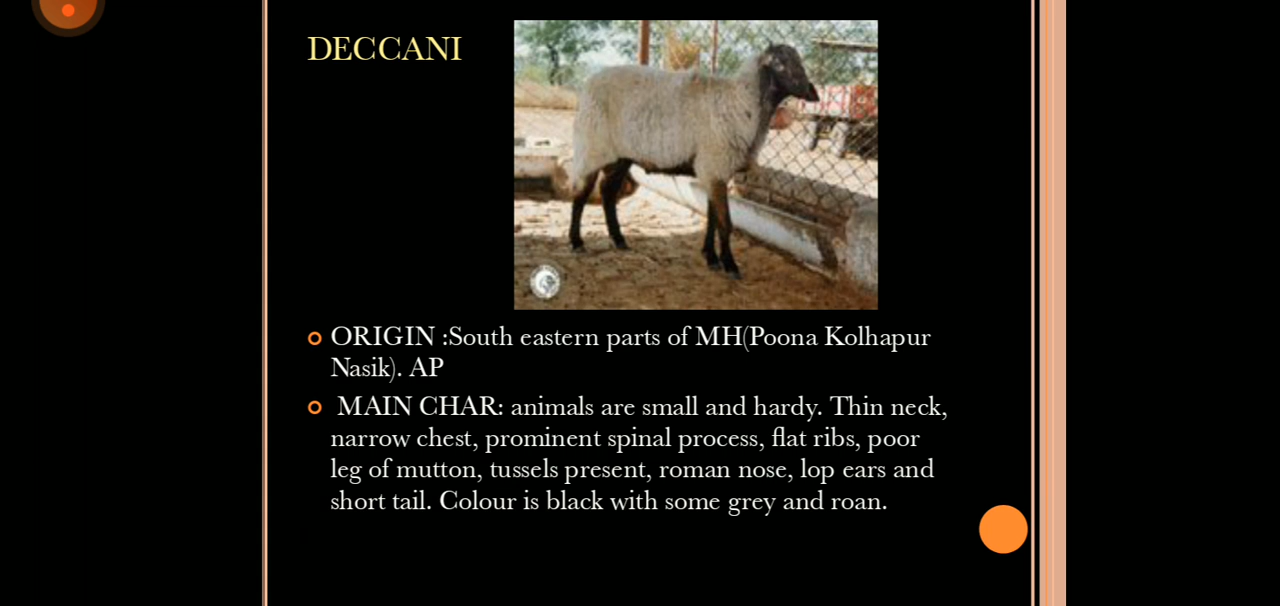 DECCANI
ORIGIN :South eastern parts of MH(Poona Kolhapur
Nasik). AP
MAIN CHAR: animals are small and hardy. Thin neck,
narrow chest, prominent spinal process, flat ribs, poor
leg of mutton, tussels present, roman nose, lop ears and
short tail. Colour is black with some grey and roan.